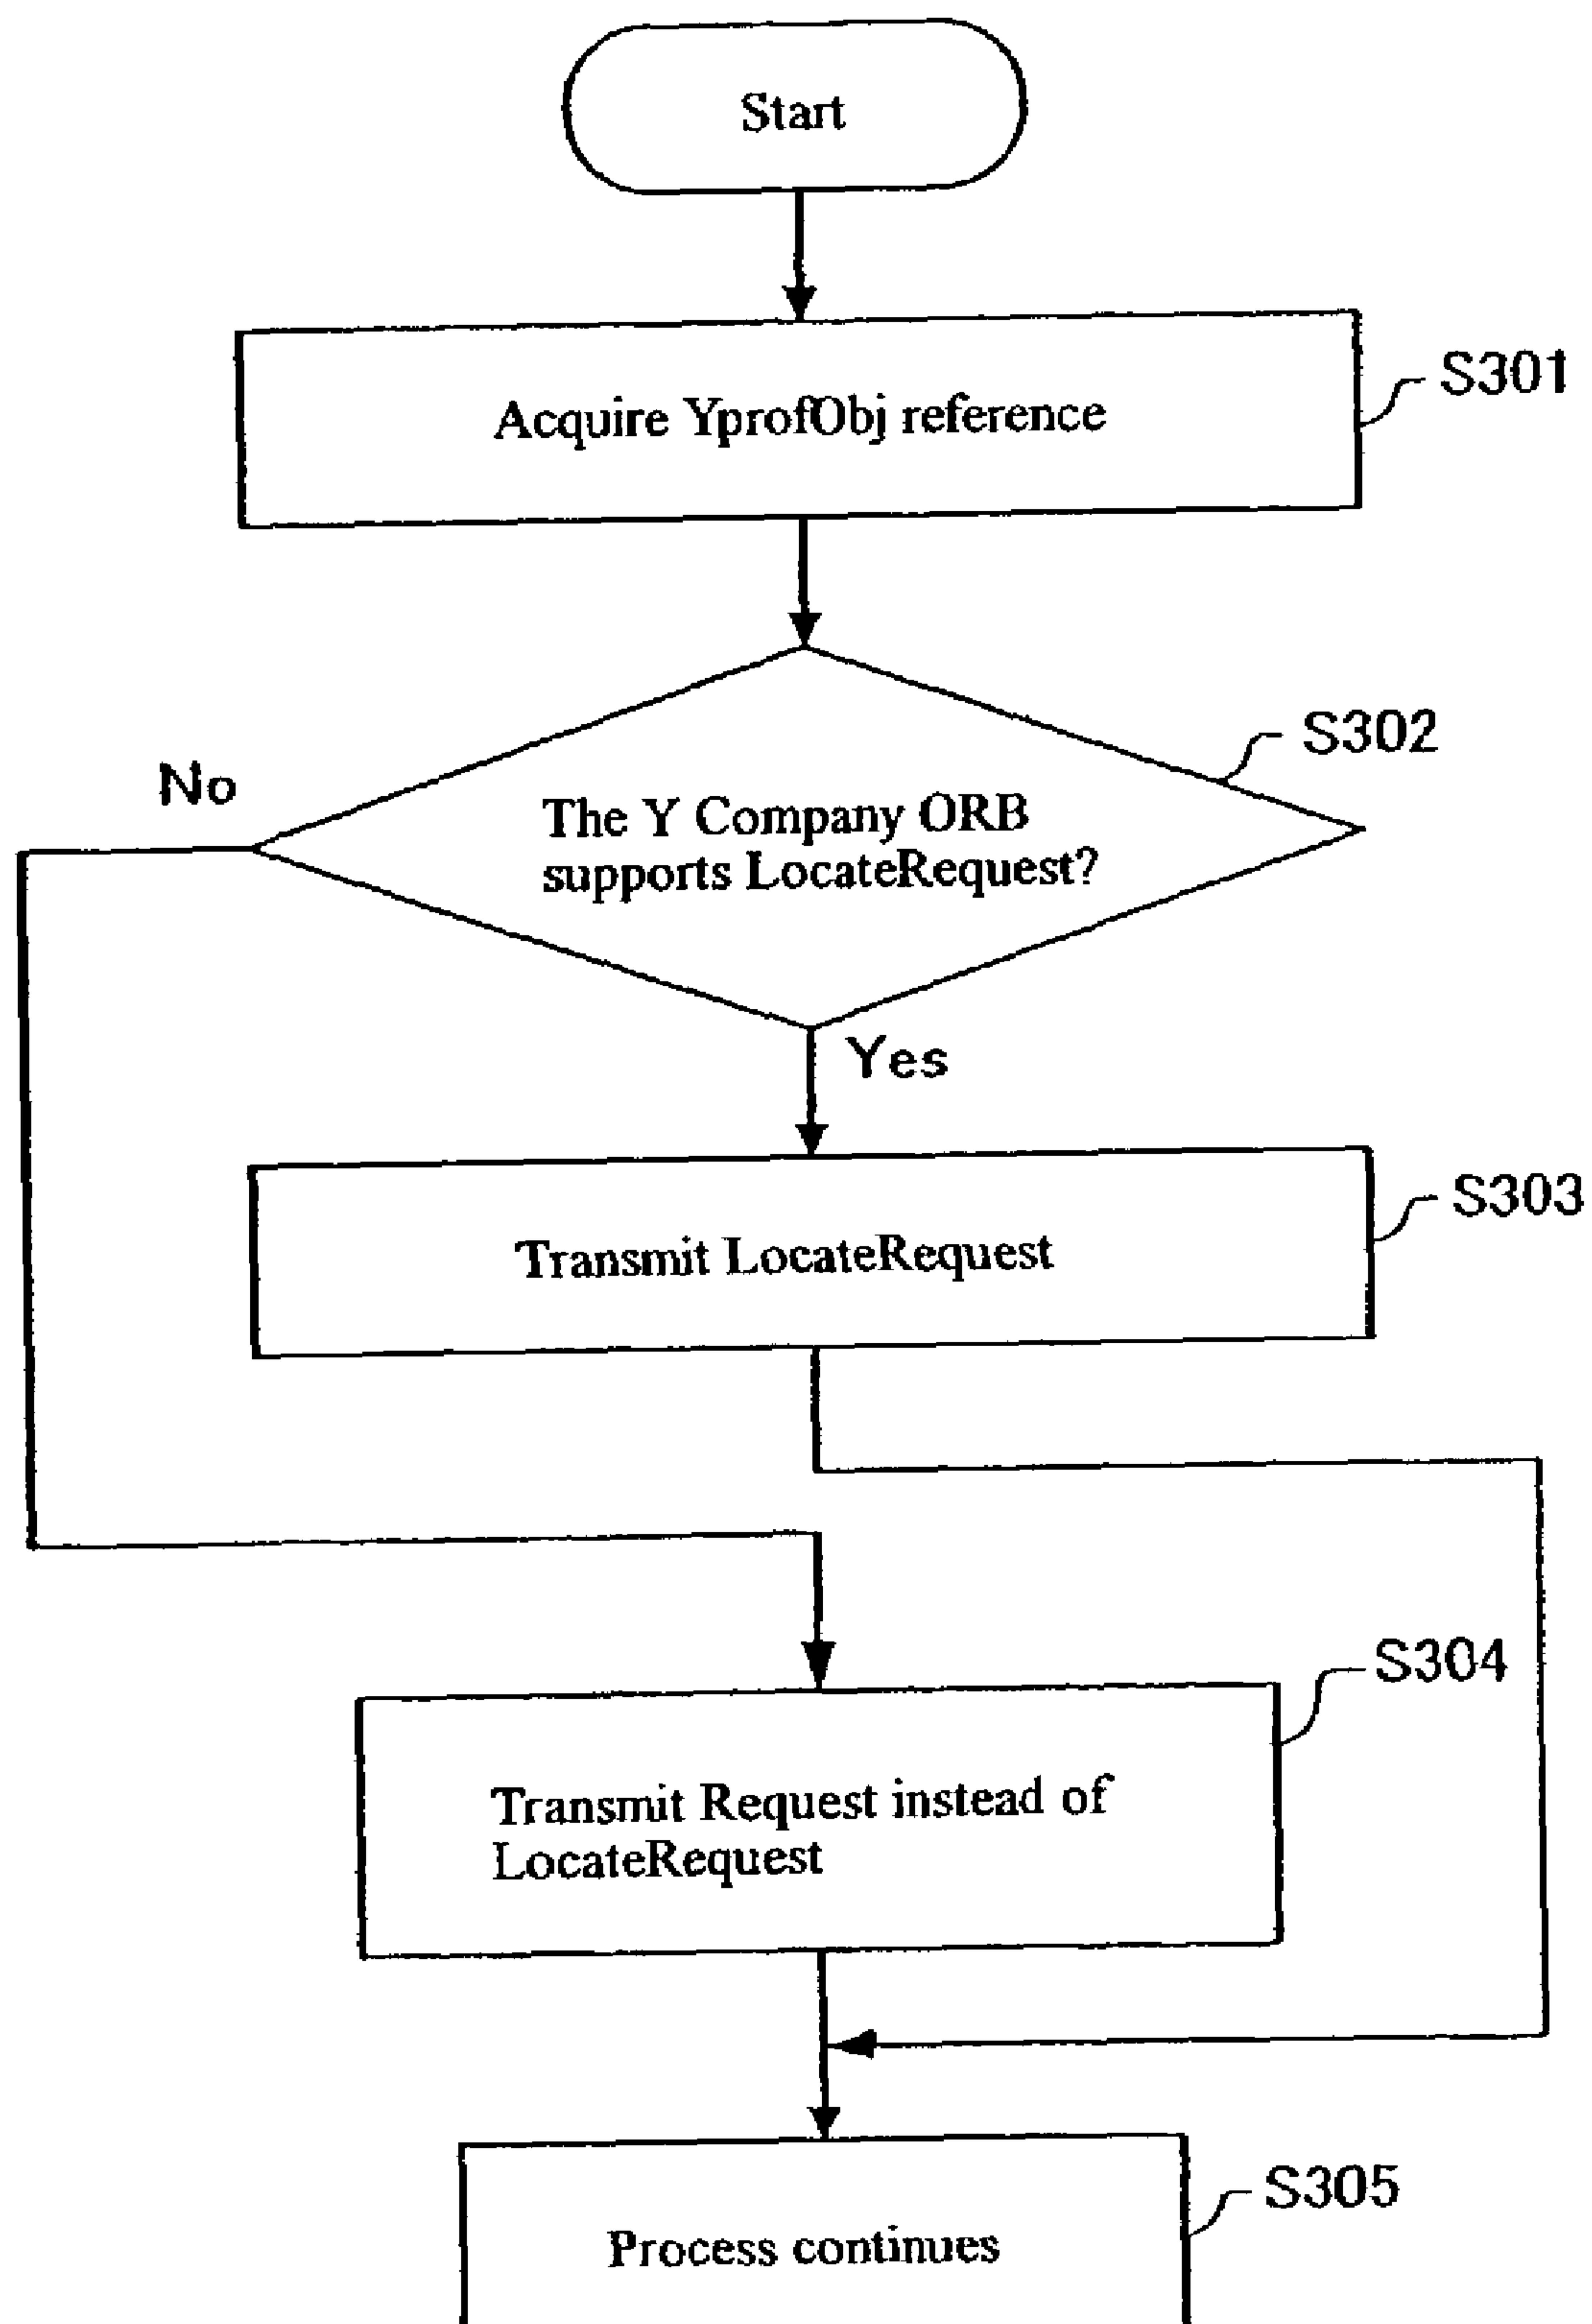 Start
Acquire YprofObj reference
S301
S302
No
The Y Company ORB
supports LocateRequest?
Yes
Transmit LocateRequest
S303
S304
Transmit Request instead of
LocateRequest
S305
Process continues